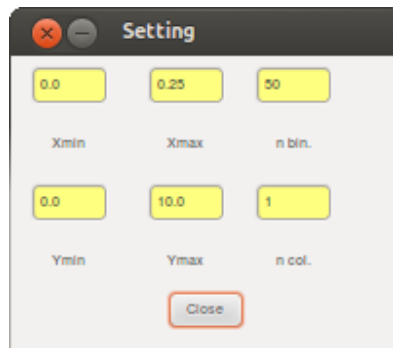 Setting
0.0 0.25 50
Xmin Xmax n bin.
0.0 10.0 1
Ymin Ymax n col.
Close